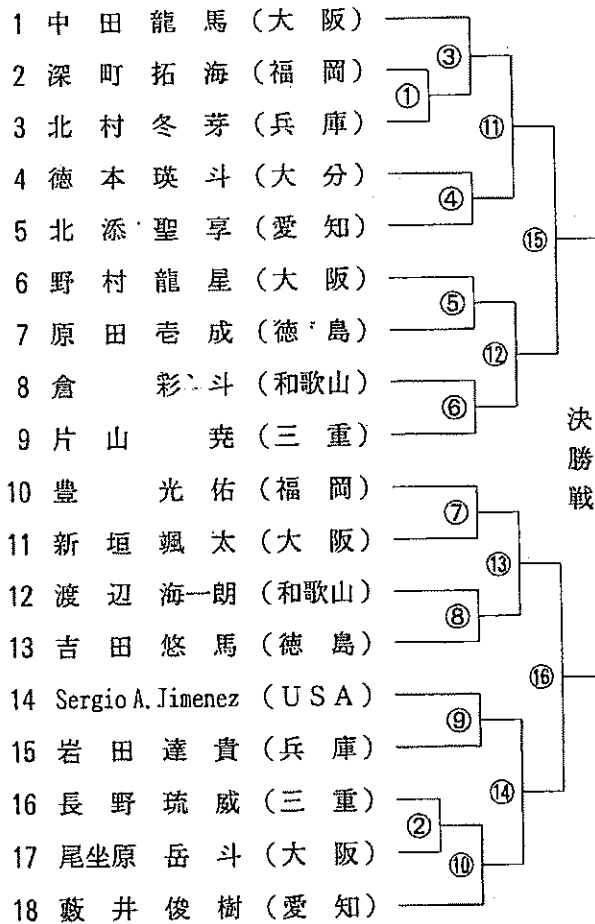 1 中田龍馬 (大阪)
2 深町拓海 (福岡)
3 北村冬芽 (兵庫)
4 徳本瑛斗 (大分)
5 北添聖享 (愛知)
6 野村龍星 (大阪)
7 原田壱成 (徳島)
8 倉彩斗 (和歌山)
9 片山尭 (三重)
10 豊光佑 (福岡)
11 新垣颯太 (大阪)
12 渡辺海一朗 (和歌山)
13 吉田悠馬 (徳島)
14 Sergio A. Jimenez (USA)
15 岩田達貴 (兵庫)
16 長野琉威 (三重)
17 尾坐原岳斗 (大阪)
18 藪井俊樹 (愛知)
③
①
⑪
④
⑮
⑤
⑫
⑥
決勝戦
⑦
⑬
⑧
⑯
⑨
⑭
②
⑩